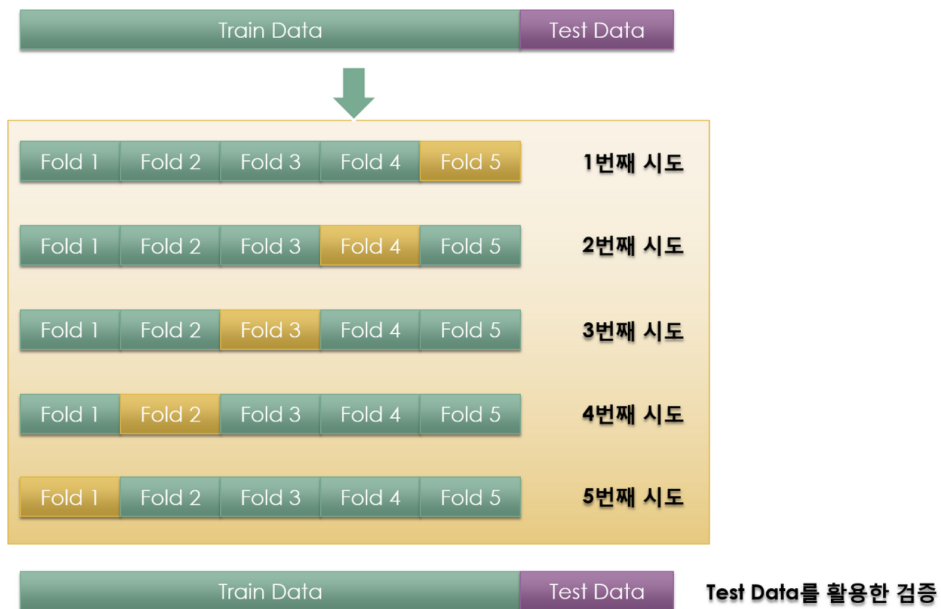 Train Data Test Data
Fold 1 Fold 2 Fold 3 Fold 4 Fold 5 1번째 시도
Fold 1 Fold 2 Fold 3 Fold 4 Fold 5 2번째 시도
Fold 1 Fold 2 Fold 3 Fold 4 Fold 5 3번째 시도
Fold 1 Fold 2 Fold 3 Fold 4 Fold 5 4번째 시도
Fold 1 Fold 2 Fold 3 Fold 4 Fold 5 5번째 시도
Train Data Test Data Test Data를 활용한 검증